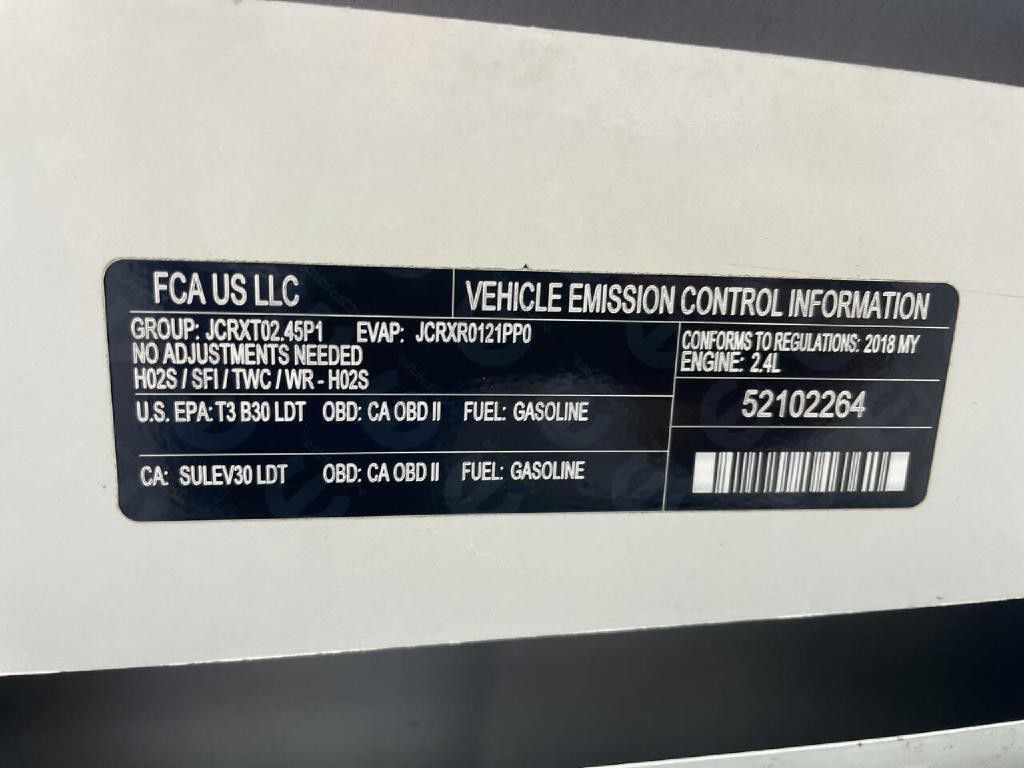 FCA US LLC
VEHICLE EMISSION CONTROL INFORMATION
GROUP: JCRXT02.45P1 EVAP: JCRXR0121PP0
NO ADJUSTMENTS NEEDED
H02S / SFI / TWC / WR - H02S
CONFORMS TO REGULATIONS: 2018 MY
ENGINE: 2.4L
U.S. EPA: T3 B30 LDT OBD: CA OBD II FUEL: GASOLINE
52102264
CA: SULEV30 LDT OBD: CA OBD II FUEL: GASOLINE